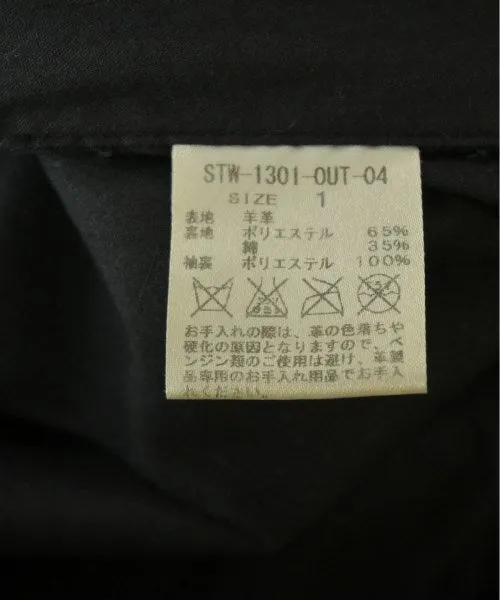 STW-1301-OUT-04
SIZE 1
表地 羊革
裏地 ポリエステル 65%
綿 35%
袖裏 ポリエステル 100%
お手入れの際は、革の色落ちや
硬化の原因となりますので、ベ
ンジン類のご使用は避け、革製
品専用のお手入れ用品でお手入
れください。